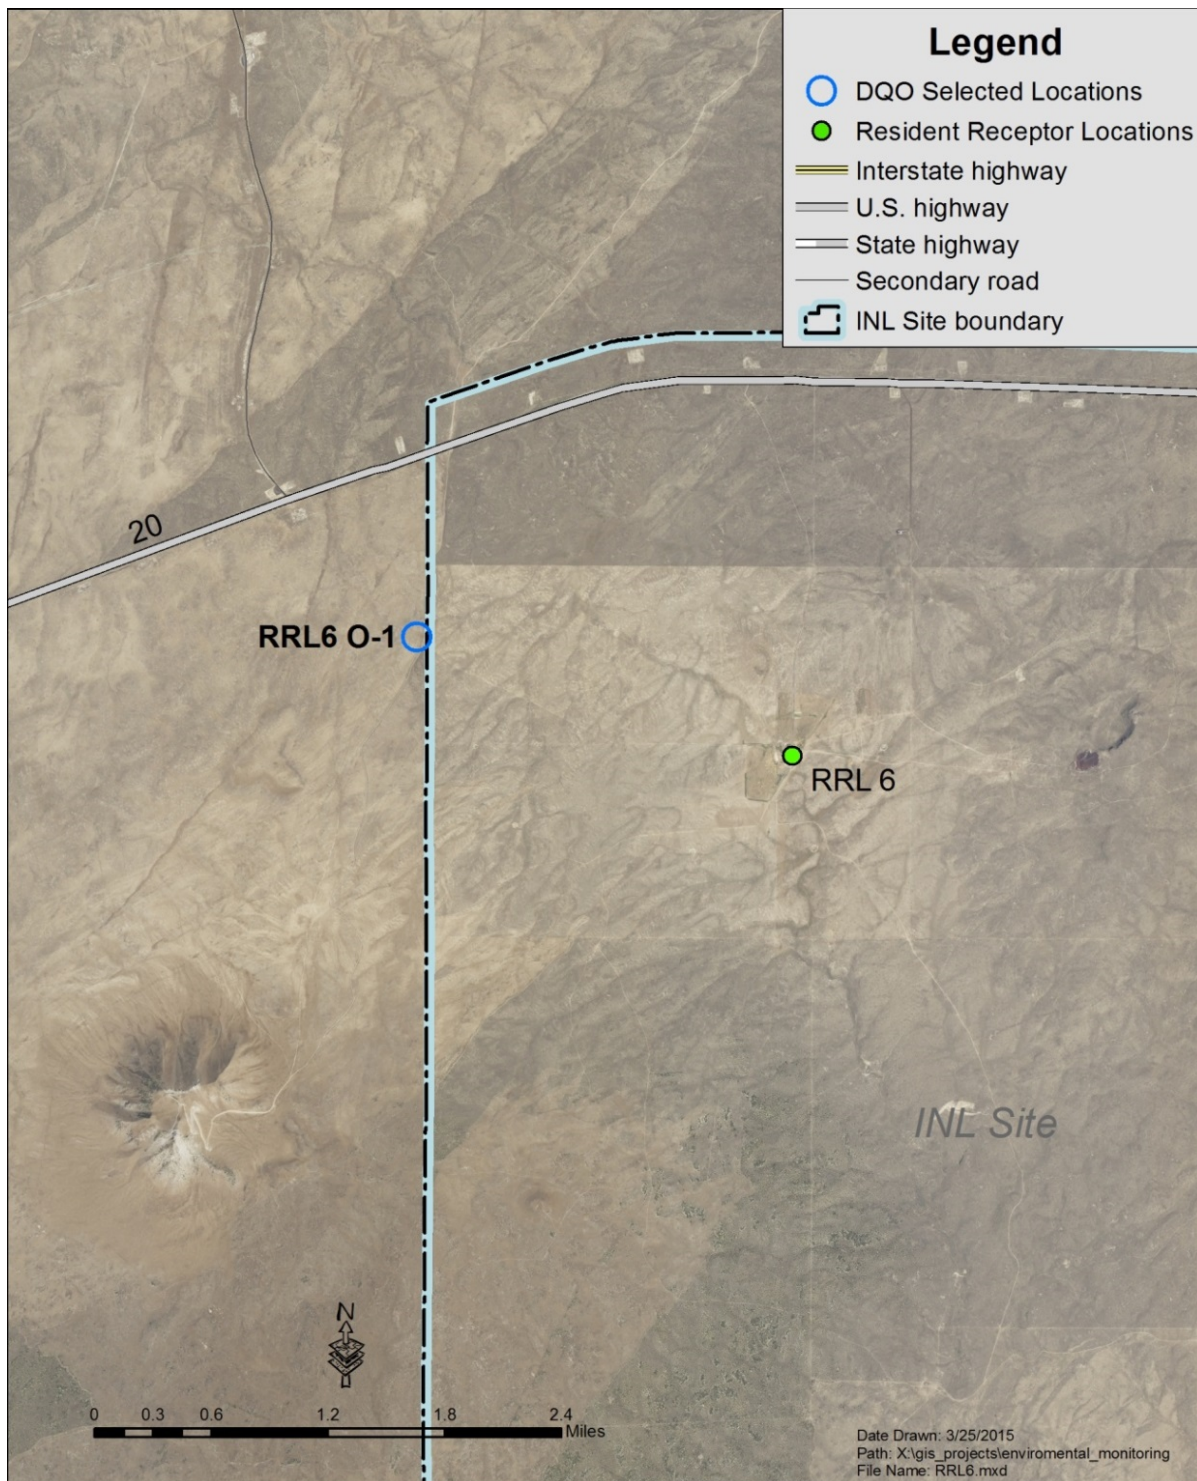 Legend
DQO Selected Locations
Resident Receptor Locations
Interstate highway
U.S. highway
State highway
Secondary road
INL Site boundary
20
RRL6 O-1
RRL 6
INL Site
N
0 0.3 0.6 1.2 1.8 2.4
Miles
Date Drawn: 3/25/2015
Path: X:\gis_projects\enviromental_monitoring
File Name: RRL6.mxd